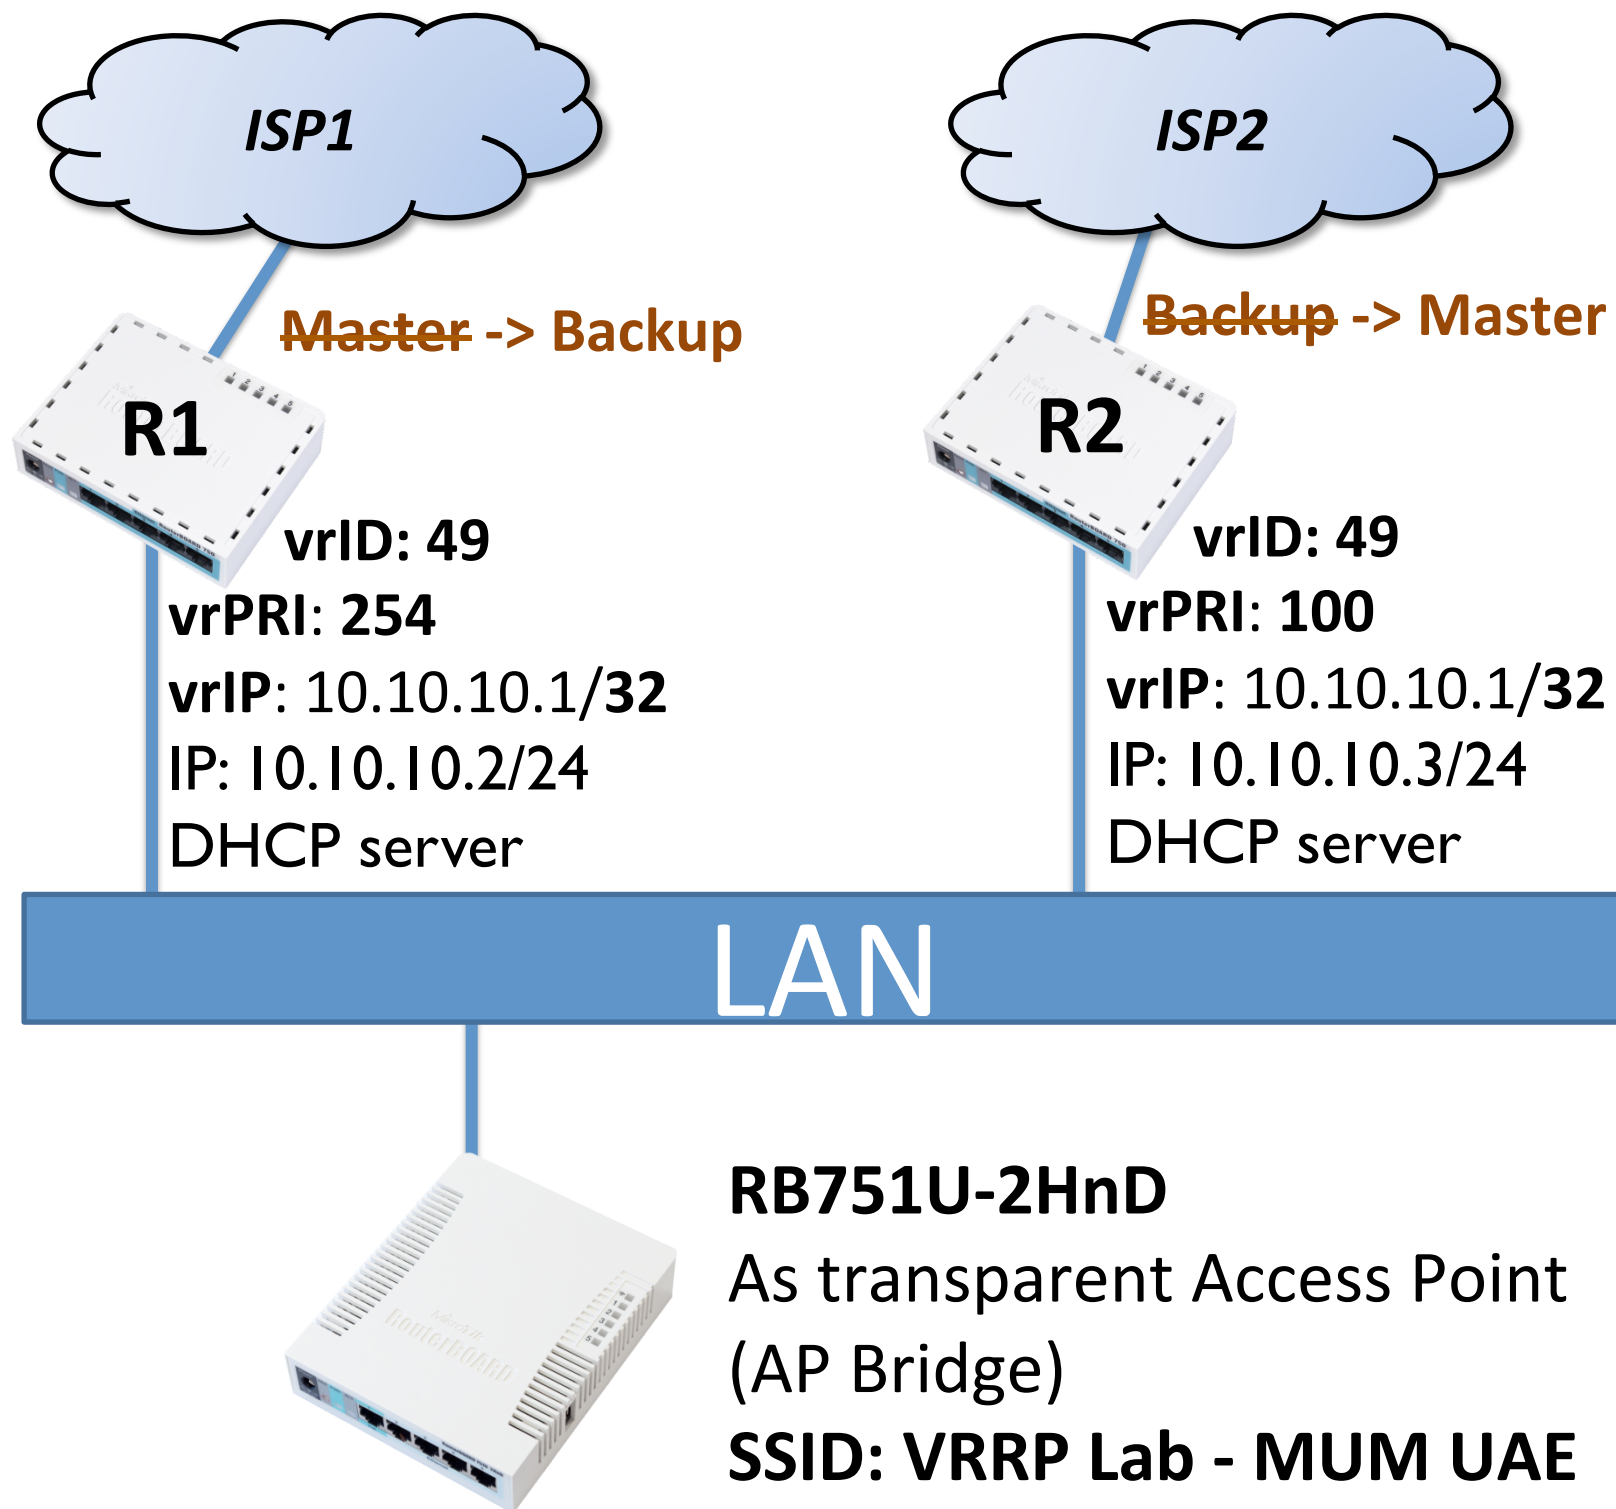 ISP1
ISP2
Master -> Backup
Backup -> Master
R1
R2
vrID: 49
vrPRI: 254
vrIP: 10.10.10.1/32
IP: 10.10.10.2/24
DHCP server
vrID: 49
vrPRI: 100
vrIP: 10.10.10.1/32
IP: 10.10.10.3/24
DHCP server
LAN
RB751U-2HnD
As transparent Access Point
(AP Bridge)
SSID: VRRP Lab - MUM UAE
MikroTik
RouterBOARD